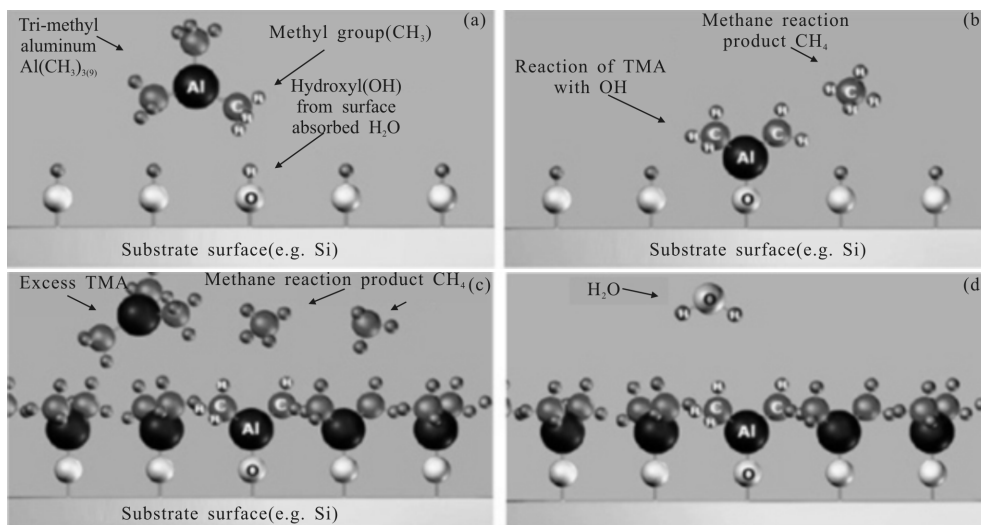 (a)
Tri-methyl
aluminum
Al(CH₃)₃₍₉₎
Methyl group(CH₃)
Hydroxyl(OH)
from surface
absorbed H₂O
Al
C
H
H
H
H
O
Substrate surface(e.g. Si)
(b)
Methane reaction
product CH₄
Reaction of TMA
with OH
H
C
H
H
H
H
C
H
H
C
H
H
Al
O
Substrate surface(e.g. Si)
Excess TMA
Methane reaction product CH₄
(c)
H
H
H
C
C
H
H
Al
O
Substrate surface(e.g. Si)
(d)
H₂O
O
H
H
H
H
H
C
C
H
H
Al
O